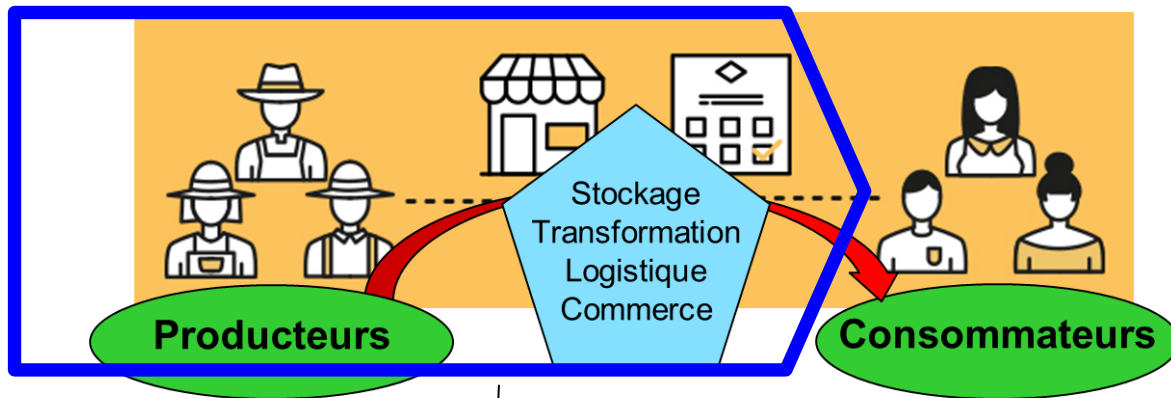 Stockage
Transformation
Logistique
Commerce
Producteurs
Consommateurs